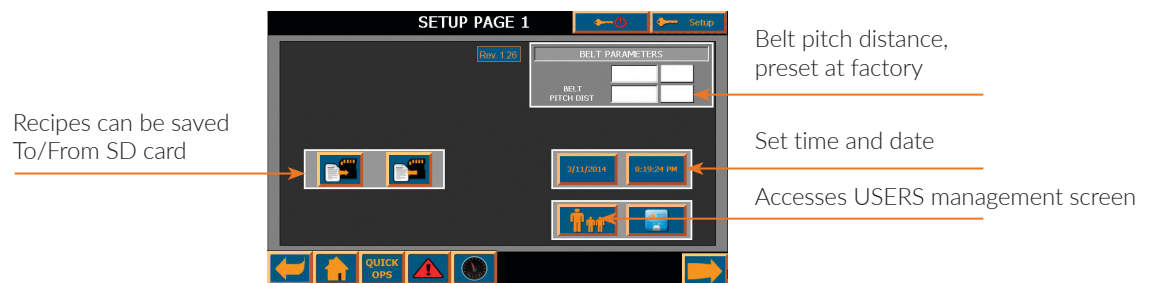 SETUP PAGE 1
Setup
Rev. 1.26
BELT PARAMETERS
BELT
PITCH DIST
Belt pitch distance,
preset at factory
Recipes can be saved
To/From SD card
3/11/2014
8:19:24 PM
Set time and date
Accesses USERS management screen
QUICK
OPS